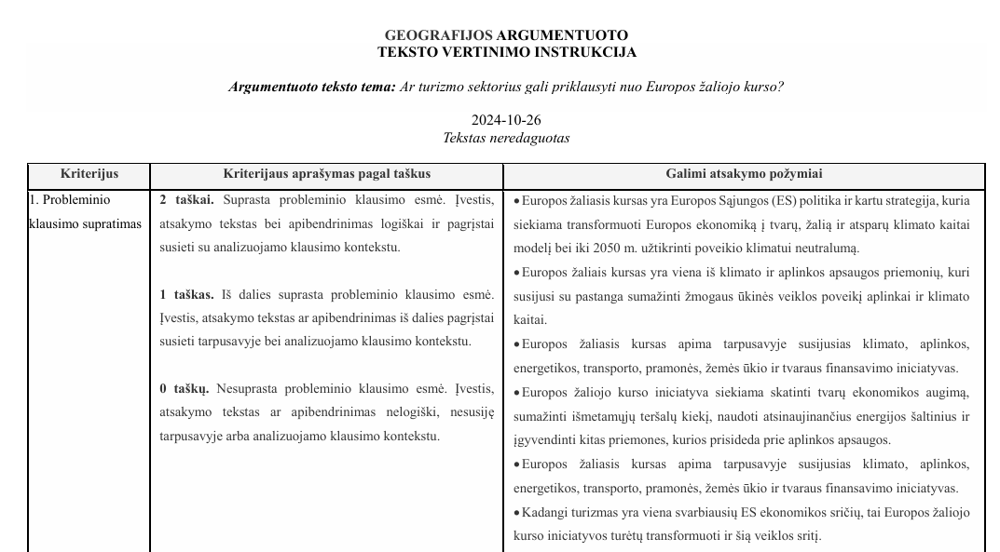 GEOGRAFIJOS ARGUMENTUOTO
TEKSTO VERTINIMO INSTRUKCIJA
Argumentuoto teksto tema: Ar turizmo sektorius gali priklausyti nuo Europos žaliojo kurso?
2024-10-26
Tekstas neredaguotas
Kriterijus
Kriterijaus aprašymas pagal taškus
Galimi atsakymo požymiai
1. Probleminio
klausimo supratimas
2 taškai. Suprasta probleminio klausimo esmė. Įvestis,
atsakymo tekstas bei apibendrinimas logiškai ir pagrįstai
susieti su analizuojamo klausimo kontekstu.
1 taškas. Iš dalies suprasta probleminio klausimo esmė.
Įvestis, atsakymo tekstas ar apibendrinimas iš dalies pagrįstai
susieti tarpusavyje bei analizuojamo klausimo kontekstu.
0 taškų. Nesuprasta probleminio klausimo esmė. Įvestis,
atsakymo tekstas ar apibendrinimas nelogiški, nesusiję
tarpusavyje arba analizuojamo klausimo kontekstu.
•Europos žaliasis kursas yra Europos Sąjungos (ES) politika ir kartu strategija, kuria
siekiama transformuoti Europos ekonomiką į tvarų, žalią ir atsparų klimato kaitai
modelį bei iki 2050 m. užtikrinti poveikio klimatui neutralumą.
•Europos žaliais kursas yra viena iš klimato ir aplinkos apsaugos priemonių, kuri
susijusi su pastanga sumažinti žmogaus ūkinės veiklos poveikį aplinkai ir klimato
kaitai.
•Europos žaliasis kursas apima tarpusavyje susijusias klimato, aplinkos,
energetikos, transporto, pramonės, žemės ūkio ir tvaraus finansavimo iniciatyvas.
•Europos žaliojo kurso iniciatyva siekiama skatinti tvarų ekonomikos augimą,
sumažinti išmetamųjų teršalų kiekį, naudoti atsinaujinančius energijos šaltinius ir
įgyvendinti kitas priemones, kurios prisideda prie aplinkos apsaugos.
•Europos žaliasis kursas apima tarpusavyje susijusias klimato, aplinkos,
energetikos, transporto, pramonės, žemės ūkio ir tvaraus finansavimo iniciatyvas.
•Kadangi turizmas yra viena svarbiausių ES ekonomikos sričių, tai Europos žaliojo
kurso iniciatyvos turėtų transformuoti ir šią veiklos sritį.